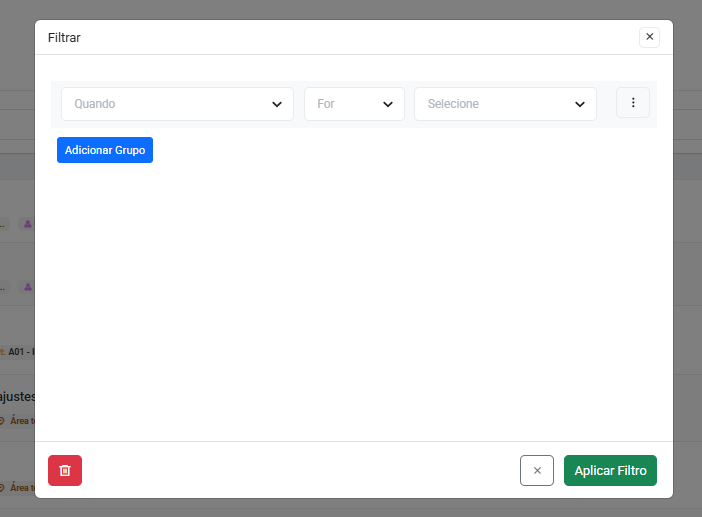 Filtrar
Quando
For
Selecione
Adicionar Grupo
A01 -
ajustes
Área
Área
Aplicar Filtro